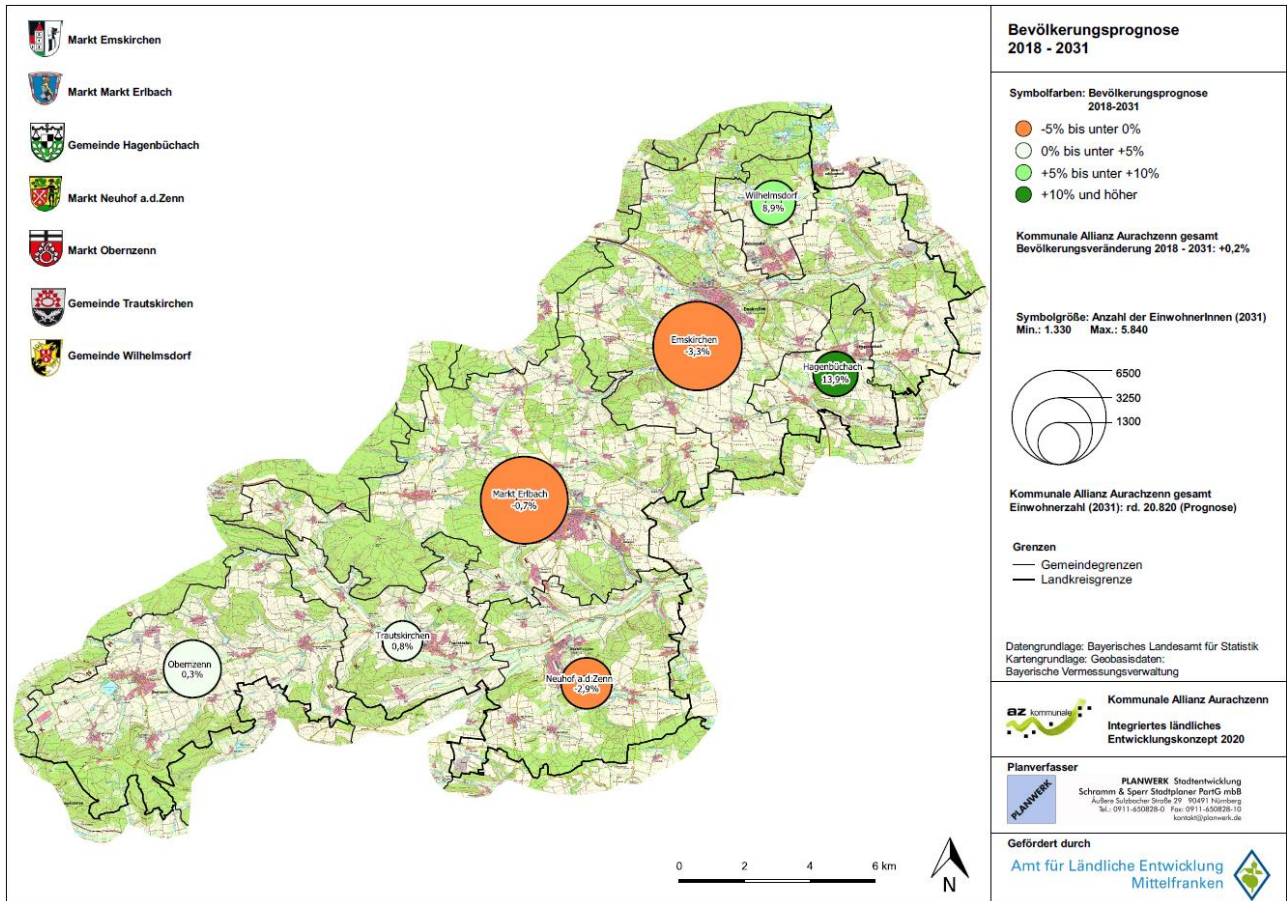 Markt Emskirchen
Markt Markt Erlbach
Gemeinde Hagenbüchach
Markt Neuhof a.d.Zenn
Markt Obernzenn
Gemeinde Trautskirchen
Gemeinde Wilhelmsdorf
Wilhelmsdorf
8,9%
Emskirchen
-3,3%
Hagenbüchach
13,9%
Markt Erlbach
-0,7%
Trautskirchen
0,8%
Obernzenn
0,3%
Neuhof a.d.Zenn
-2,9%
0 2 4 6 km
N
Bevölkerungsprognose
2018 - 2031
Symbolfarben: Bevölkerungsprognose
2018-2031
-5% bis unter 0%
0% bis unter +5%
+5% bis unter +10%
+10% und höher
Kommunale Allianz Aurachzenn gesamt
Bevölkerungsveränderung 2018 - 2031: +0,2%
Symbolgröße: Anzahl der EinwohnerInnen (2031)
Min.: 1.330 Max.: 5.840
6500
3250
1300
Kommunale Allianz Aurachzenn gesamt
Einwohnerzahl (2031): rd. 20.820 (Prognose)
Grenzen
Gemeindegrenzen
Landkreisgrenze
Datengrundlage: Bayerisches Landesamt für Statistik
Kartengrundlage: Geobasisdaten:
Bayerische Vermessungsverwaltung
az kommunale
Kommunale Allianz Aurachzenn
Integriertes ländliches
Entwicklungskonzept 2020
Planverfasser
PLANWERK
PLANWERK Stadtentwicklung
Schramm & Sperr Stadtplaner PartG mbB
Äußere Sulzbacher Straße 29 90491 Nürnberg
Tel.: 0911-650828-0 Fax: 0911-650828-10
kontakt@planwerk.de
Gefördert durch
Amt für Ländliche Entwicklung
Mittelfranken